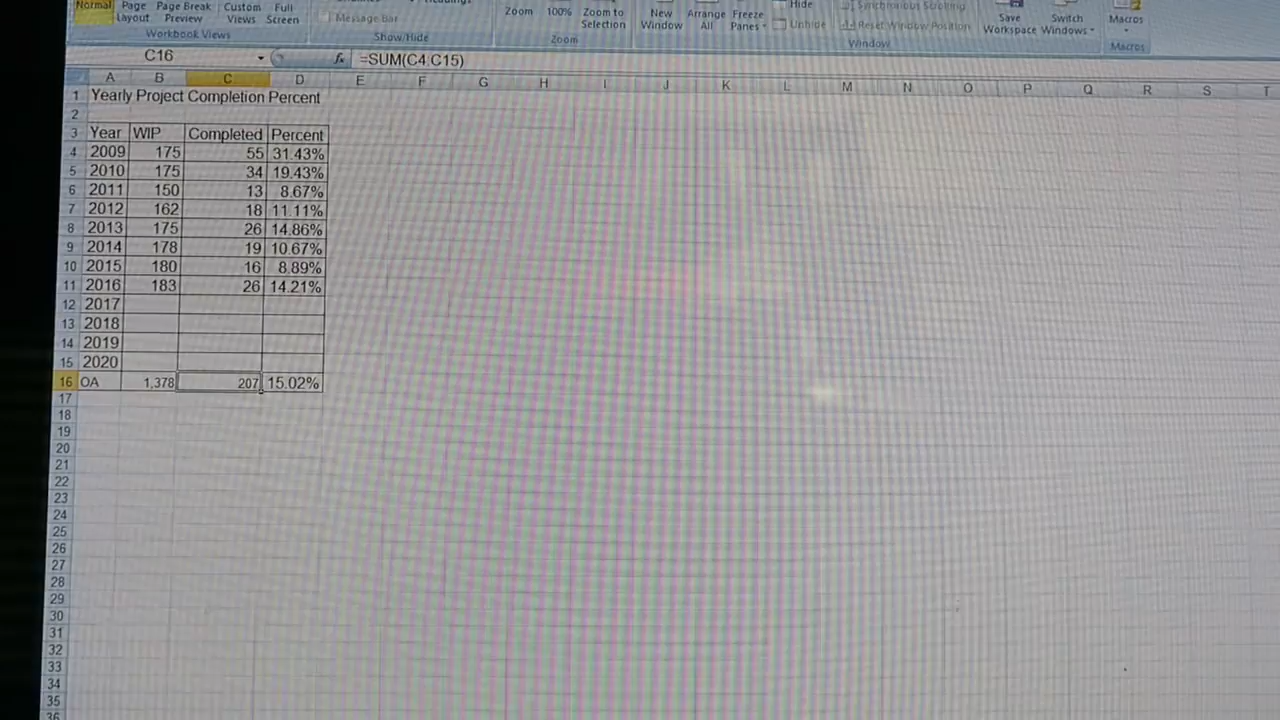 Normal Page Layout Page Break Preview Custom Views Full Screen
Message Bar
Zoom 100% Zoom to Selection
New Window Arrange All Freeze Panes
Hide
Unhide
Synchronous Scrolling
Reset Window Position
Save Workspace Switch Windows
Macros
Workbook Views Show/Hide Zoom Window Macros
C16 fx =SUM(C4:C15)
A B C D E F G H I J K L M N O P Q R S T
1 Yearly Project Completion Percent
2
3 Year WIP Completed Percent
4 2009 175 55 31.43%
5 2010 175 34 19.43%
6 2011 150 13 8.67%
7 2012 162 18 11.11%
8 2013 175 26 14.86%
9 2014 178 19 10.67%
10 2015 180 16 8.89%
11 2016 183 26 14.21%
12 2017
13 2018
14 2019
15 2020
16 OA 1,378 207 15.02%
17
18
19
20
21
22
23
24
25
26
27
28
29
30
31
32
33
34
35
36